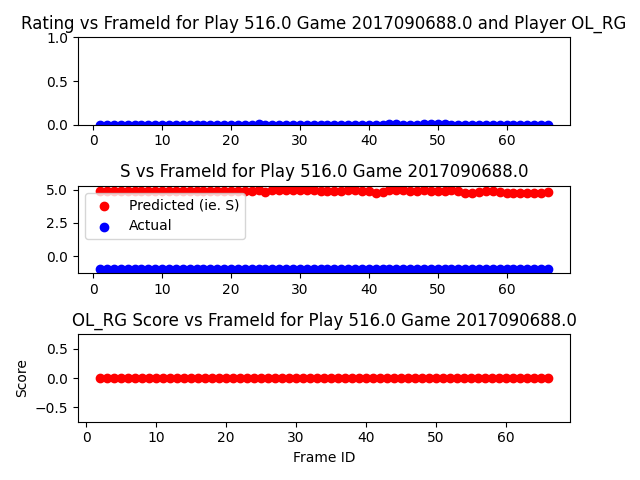 Rating vs FrameId for Play 516.0 Game 2017090688.0 and Player OL_RG
1.0
0.5
0.0
0 10 20 30 40 50 60
S vs FrameId for Play 516.0 Game 2017090688.0
5.0
2.5
0.0
Predicted (ie. S)
Actual
0 10 20 30 40 50 60
OL_RG Score vs FrameId for Play 516.0 Game 2017090688.0
Score
0.5
0.0
−0.5
0 10 20 30 40 50 60
Frame ID